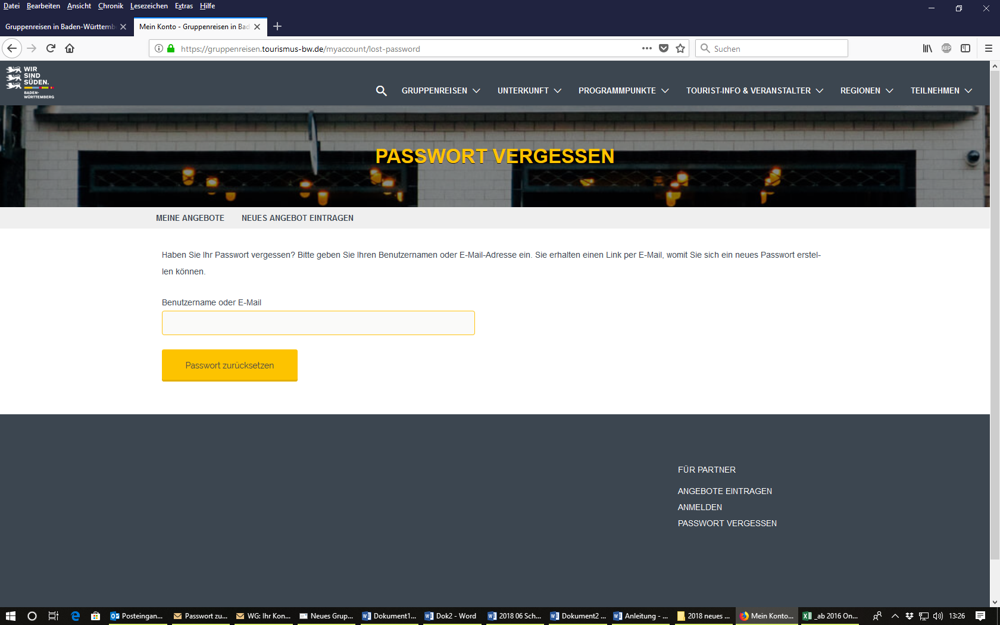 Datei Bearbeiten Ansicht Chronik Lesezeichen Extras Hilfe
Gruppenreisen in Baden-Württemb
Mein Konto - Gruppenreisen in Bad
https://gruppenreisen.tourismus-bw.de/myaccount/lost-password
Suchen
ABP
WIR
SIND
SÜDEN.
BADEN-
WÜRTTEMBERG
GRUPPENREISEN UNTERKUNFT PROGRAMMPUNKTE TOURIST-INFO & VERANSTALTER REGIONEN TEILNEHMEN
PASSWORT VERGESSEN
MEINE ANGEBOTE NEUES ANGEBOT EINTRAGEN
Haben Sie Ihr Passwort vergessen? Bitte geben Sie Ihren Benutzernamen oder E-Mail-Adresse ein. Sie erhalten einen Link per E-Mail, womit Sie sich ein neues Passwort erstel-
len können.
Benutzername oder E-Mail
Passwort zurücksetzen
FÜR PARTNER
ANGEBOTE EINTRAGEN
ANMELDEN
PASSWORT VERGESSEN
Posteingan... Passwort zu... WG: Ihr Kon... Neues Grup... Dokument1... Dok2 - Word 2018 06 Sch... Dokument2 ... Anleitung - ... 2018 neues ... Mein Konto... _ab 2016 On... 13:26